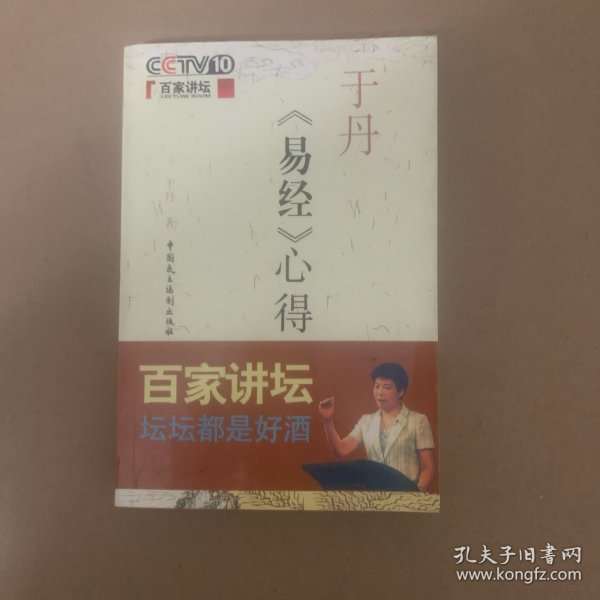 CCTV10
百家讲坛
LECTURE ROOM
于丹
《易经》心得
于丹 著
中国民主法制出版社
百家讲坛
坛坛都是好酒
孔夫子旧书网
www.kongfz.com